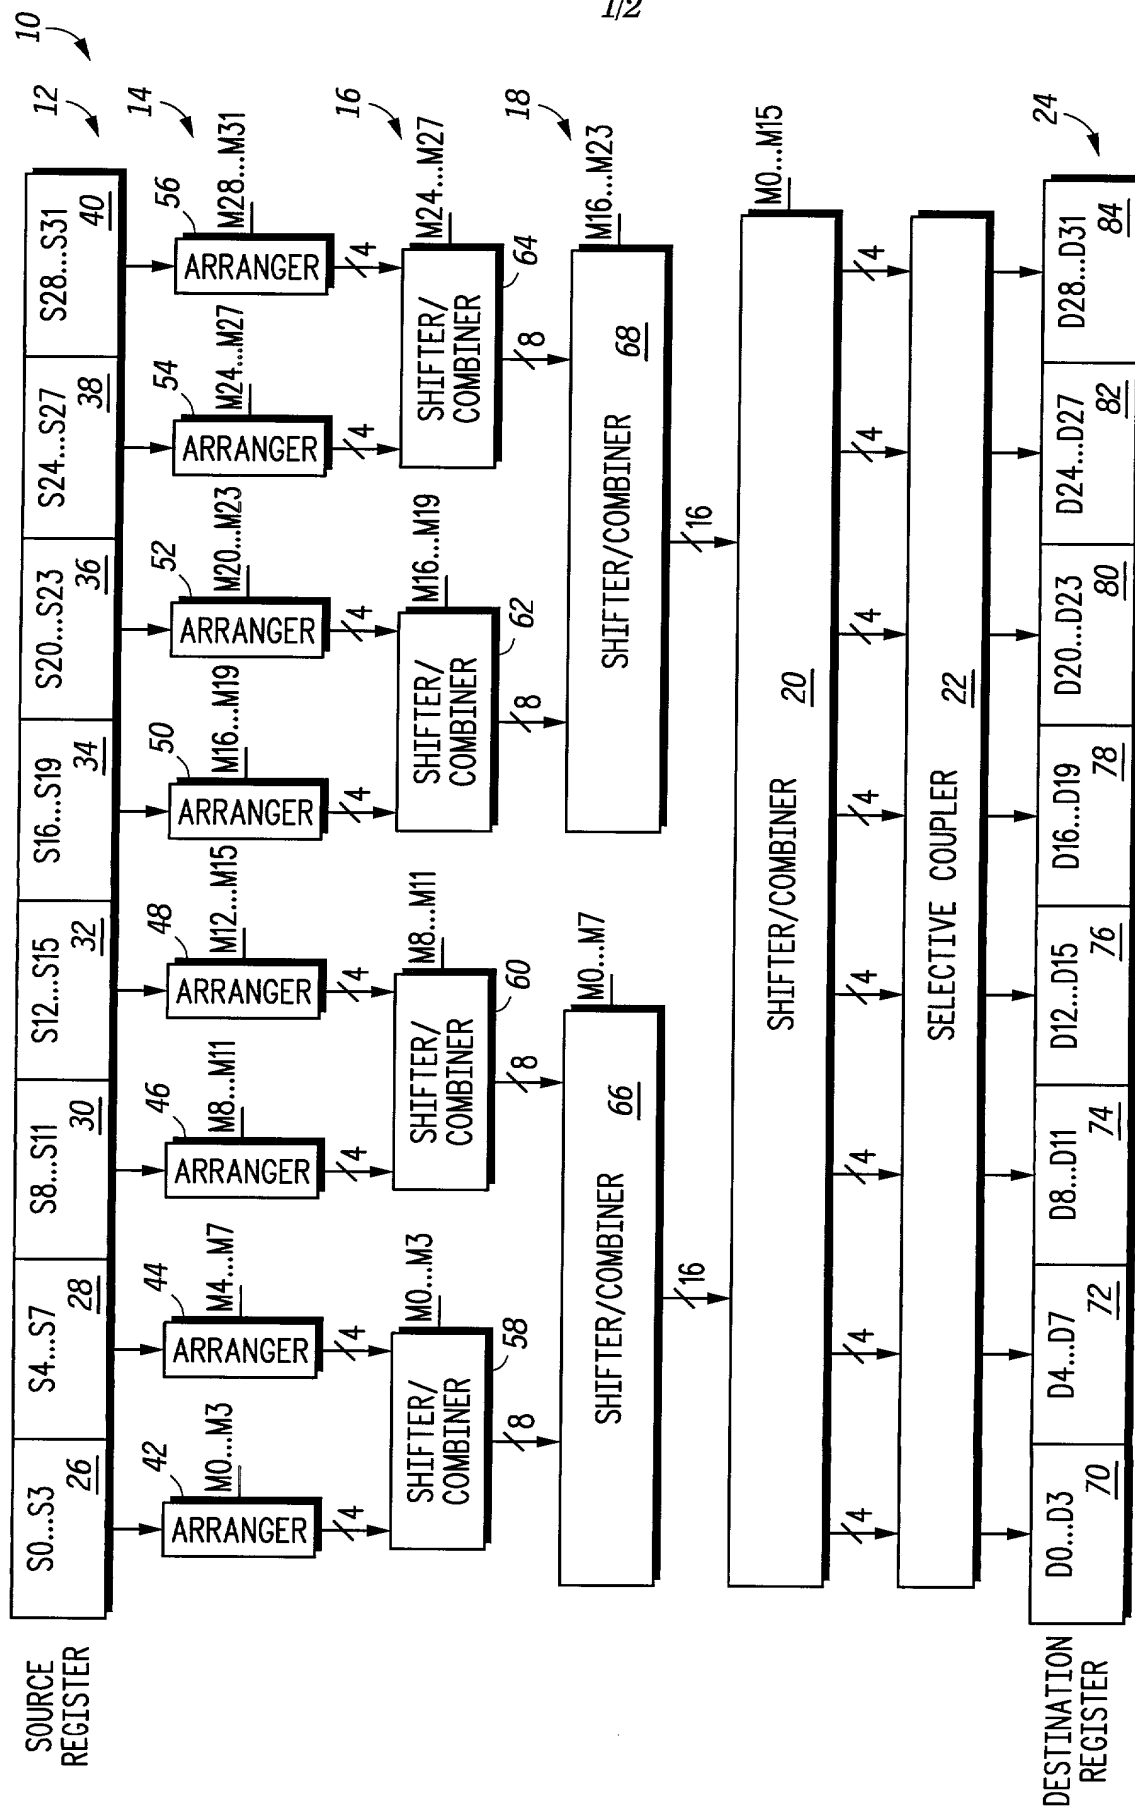 1/2
10
12
SOURCE
REGISTER
S0...S3
26
S4...S7
28
S8...S11
30
S12...S15
32
S16...S19
34
S20...S23
36
S24...S27
38
S28...S31
40
14
42
M0...M3
ARRANGER
44
M4...M7
ARRANGER
46
M8...M11
ARRANGER
48
M12...M15
ARRANGER
50
M16...M19
ARRANGER
52
M20...M23
ARRANGER
54
M24...M27
ARRANGER
56
M28...M31
ARRANGER
4
4
4
4
4
4
4
4
16
M0...M3
SHIFTER/
COMBINER
58
M8...M11
SHIFTER/
COMBINER
60
M16...M19
SHIFTER/
COMBINER
62
M24...M27
SHIFTER/
COMBINER
64
8
8
8
8
18
M0...M7
SHIFTER/COMBINER
66
M16...M23
SHIFTER/COMBINER
68
16
16
M0...M15
SHIFTER/COMBINER
20
4
4
4
4
4
4
4
4
SELECTIVE COUPLER
22
24
DESTINATION
REGISTER
D0...D3
70
D4...D7
72
D8...D11
74
D12...D15
76
D16...D19
78
D20...D23
80
D24...D27
82
D28...D31
84